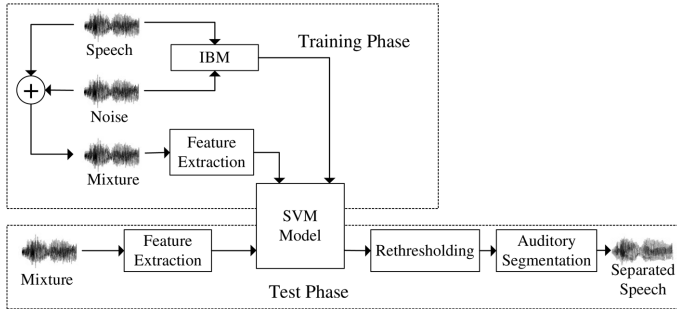 Speech
Training Phase
IBM
+
Noise
Feature
Extraction
Mixture
SVM
Model
Feature
Extraction
Mixture
Rethresholding
Auditory
Segmentation
Separated
Speech
Test Phase